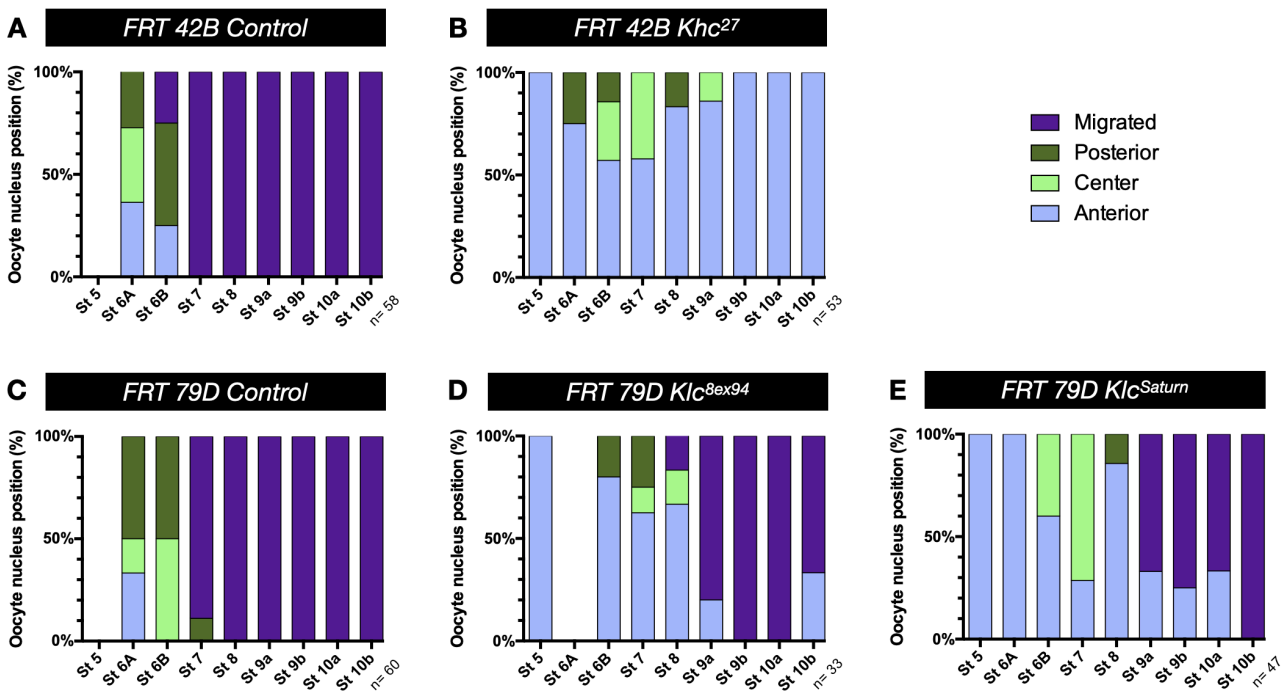 A
FRT 42B Control
Oocyte nucleus position (%)
100%
50%
0%
St 5
St 6A
St 6B
St 7
St 8
St 9a
St 9b
St 10a
St 10b
n= 58
B
FRT 42B Khc27
Oocyte nucleus position (%)
100%
50%
0%
St 5
St 6A
St 6B
St 7
St 8
St 9a
St 9b
St 10a
St 10b
n= 53
Migrated
Posterior
Center
Anterior
C
FRT 79D Control
Oocyte nucleus position (%)
100%
50%
0%
St 5
St 6A
St 6B
St 7
St 8
St 9a
St 9b
St 10a
St 10b
n= 60
D
FRT 79D Klc8ex94
Oocyte nucleus position (%)
100%
50%
0%
St 5
St 6A
St 6B
St 7
St 8
St 9a
St 9b
St 10a
St 10b
n= 33
E
FRT 79D KlcSaturn
Oocyte nucleus position (%)
100%
50%
0%
St 5
St 6A
St 6B
St 7
St 8
St 9a
St 9b
St 10a
St 10b
n= 47